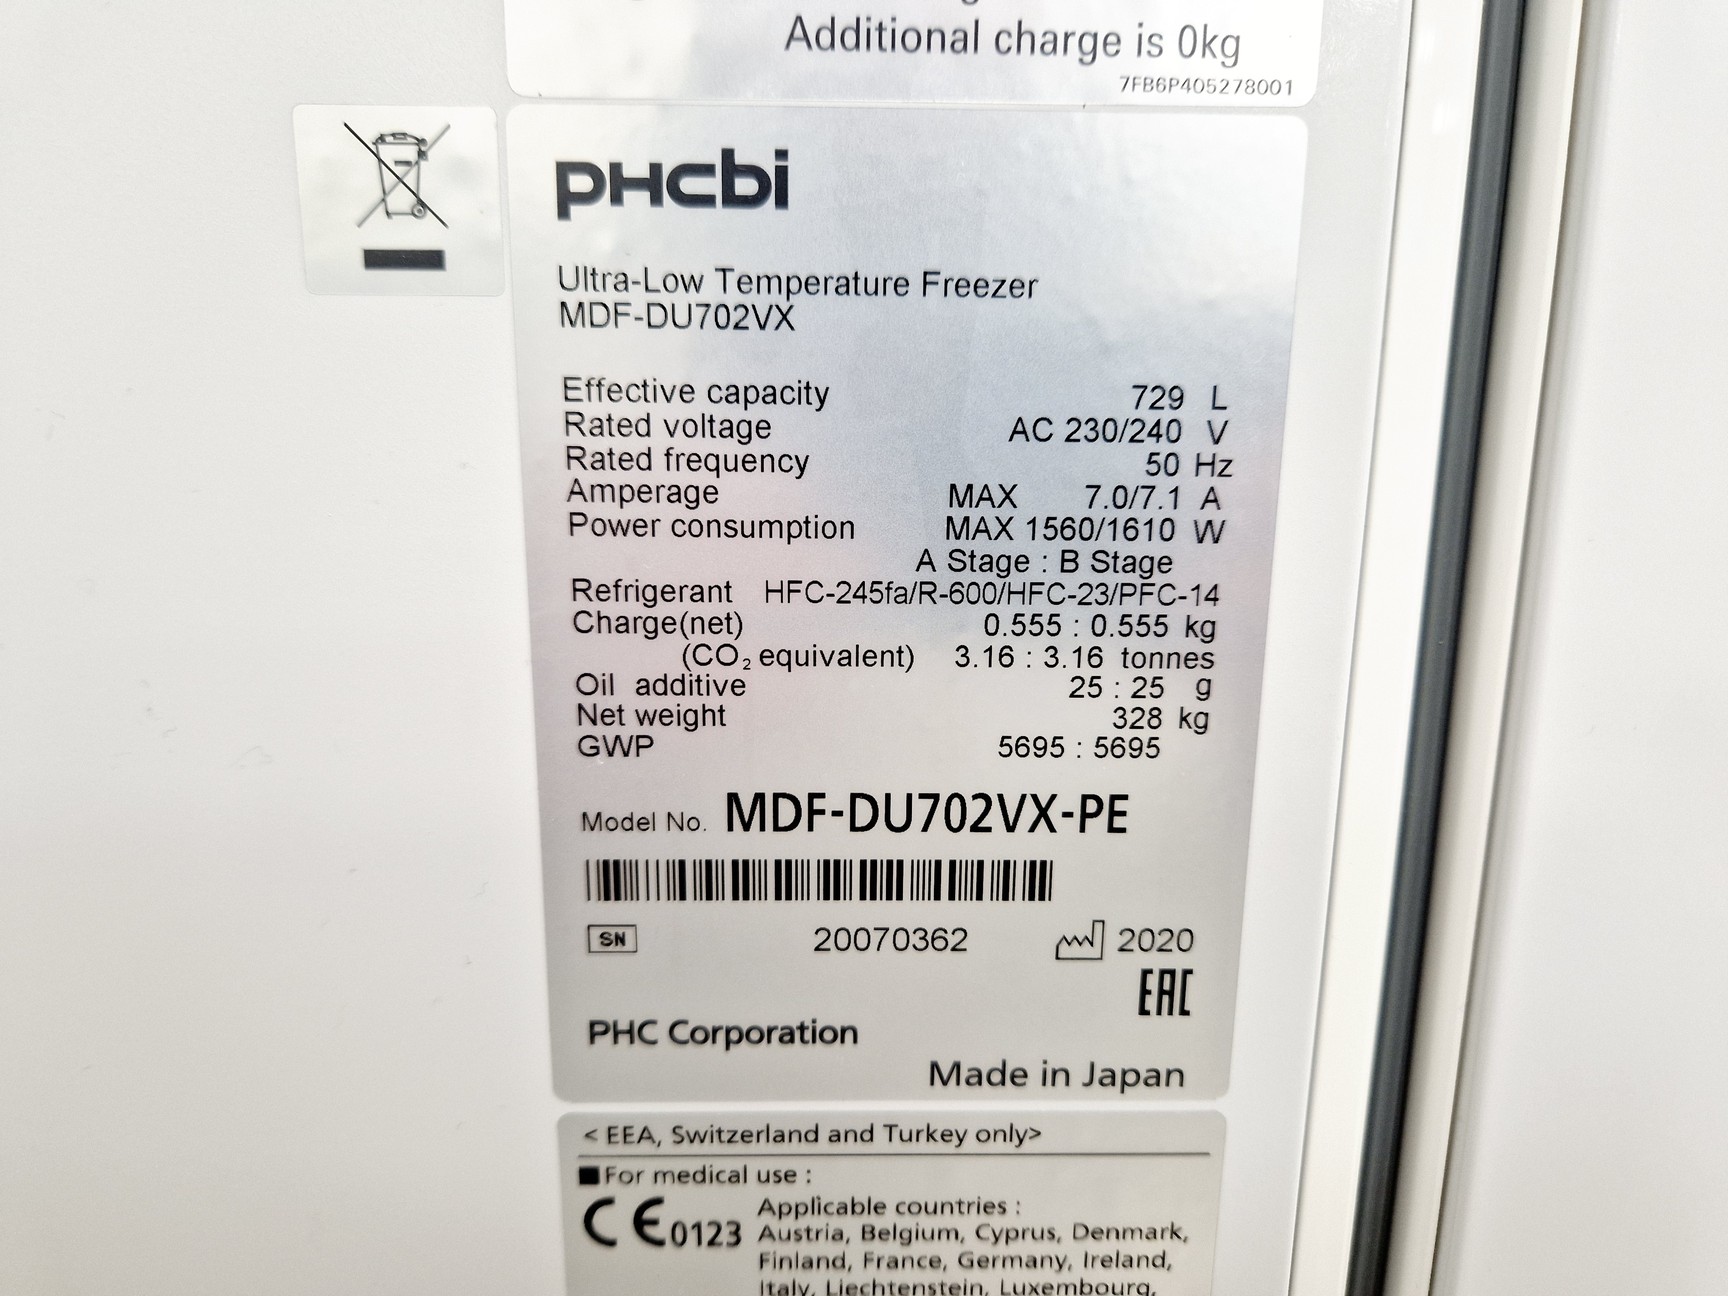 Additional charge is 0kg
7FB6P405278001
PHCbi
Ultra-Low Temperature Freezer
MDF-DU702VX
Effective capacity 729 L
Rated voltage AC 230/240 V
Rated frequency 50 Hz
Amperage MAX 7.0/7.1 A
Power consumption MAX 1560/1610 W
A Stage : B Stage
Refrigerant HFC-245fa/R-600/HFC-23/PFC-14
Charge(net) 0.555 : 0.555 kg
(CO₂ equivalent) 3.16 : 3.16 tonnes
Oil additive 25 : 25 g
Net weight 328 kg
GWP 5695 : 5695
Model No. MDF-DU702VX-PE
SN 20070362 2020
EAC
PHC Corporation
Made in Japan
< EEA, Switzerland and Turkey only>
■For medical use :
CE0123 Applicable countries :
Austria, Belgium, Cyprus, Denmark,
Finland, France, Germany, Ireland,
Italy, Liechtenstein, Luxembourg,